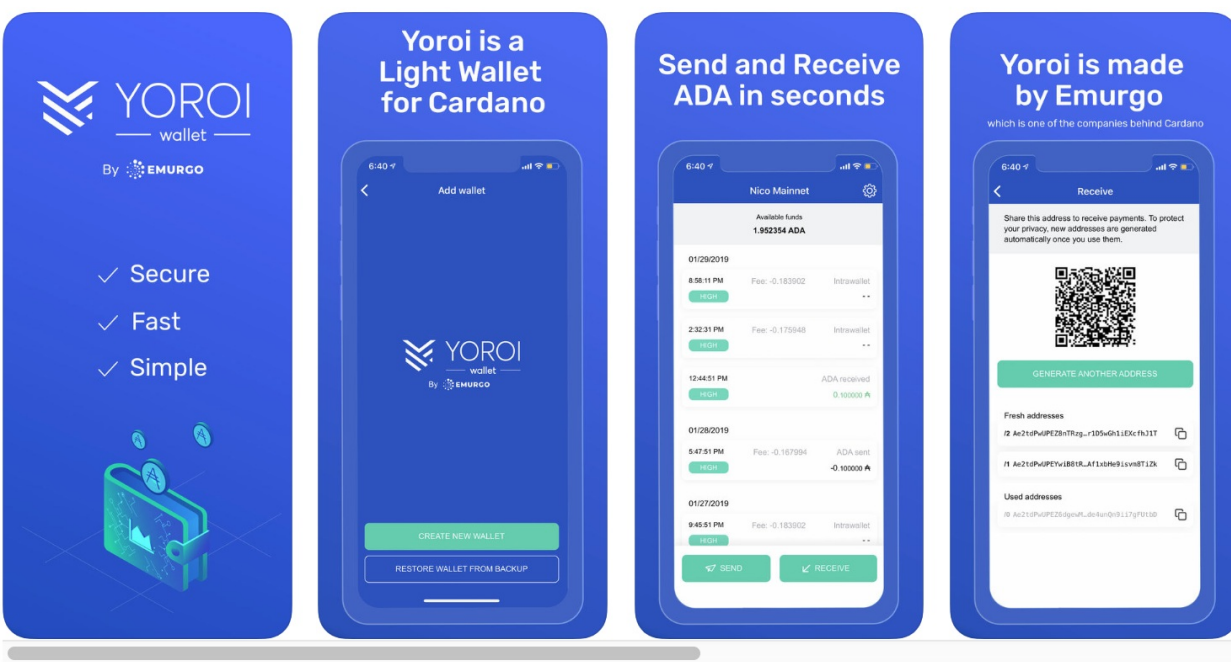 YOROI
wallet
By EMURGO
Secure
Fast
Simple
Yoroi is a
Light Wallet
for Cardano
6:40
Add wallet
YOROI
wallet
By EMURGO
CREATE NEW WALLET
RESTORE WALLET FROM BACKUP
Send and Receive
ADA in seconds
6:40
Nico Mainnet
Available funds
1.952354 ADA
01/29/2019
8:58:11 PM Fee: -0.183902 Intrawallet
HIGH - -
2:32:31 PM Fee: -0.175948 Intrawallet
HIGH - -
12:44:51 PM ADA received
HIGH 0.100000 ₳
01/28/2019
5:47:51 PM Fee: -0.167994 ADA sent
HIGH -0.100000 ₳
01/27/2019
9:45:51 PM Fee: -0.183902 Intrawallet
HIGH - -
SEND RECEIVE
Yoroi is made
by Emurgo
which is one of the companies behind Cardano
6:40
Receive
Share this address to receive payments. To protect
your privacy, new addresses are generated
automatically once you use them.
GENERATE ANOTHER ADDRESS
Fresh addresses
/2 Ae2tdPwUPEZ8nTRzg…r1D5wGh1iEXcfhJ1T
/1 Ae2tdPwUPEYwiB8tR…Af1xbHe9isvm8TiZk
Used addresses
/0